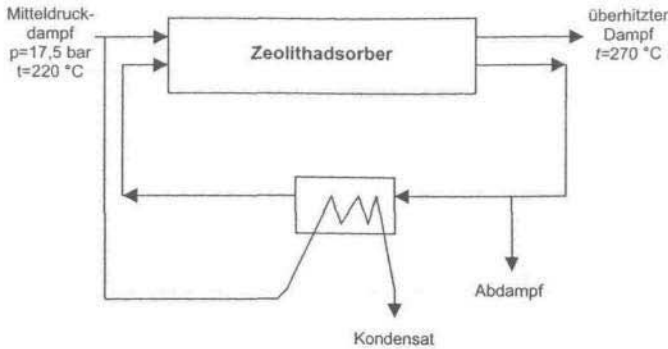 Mitteldruck-
dampf
p=17,5 bar
t=220 °C
Zeolithadsorber
überhitzter
Dampf
t=270 °C
Abdampf
Kondensat